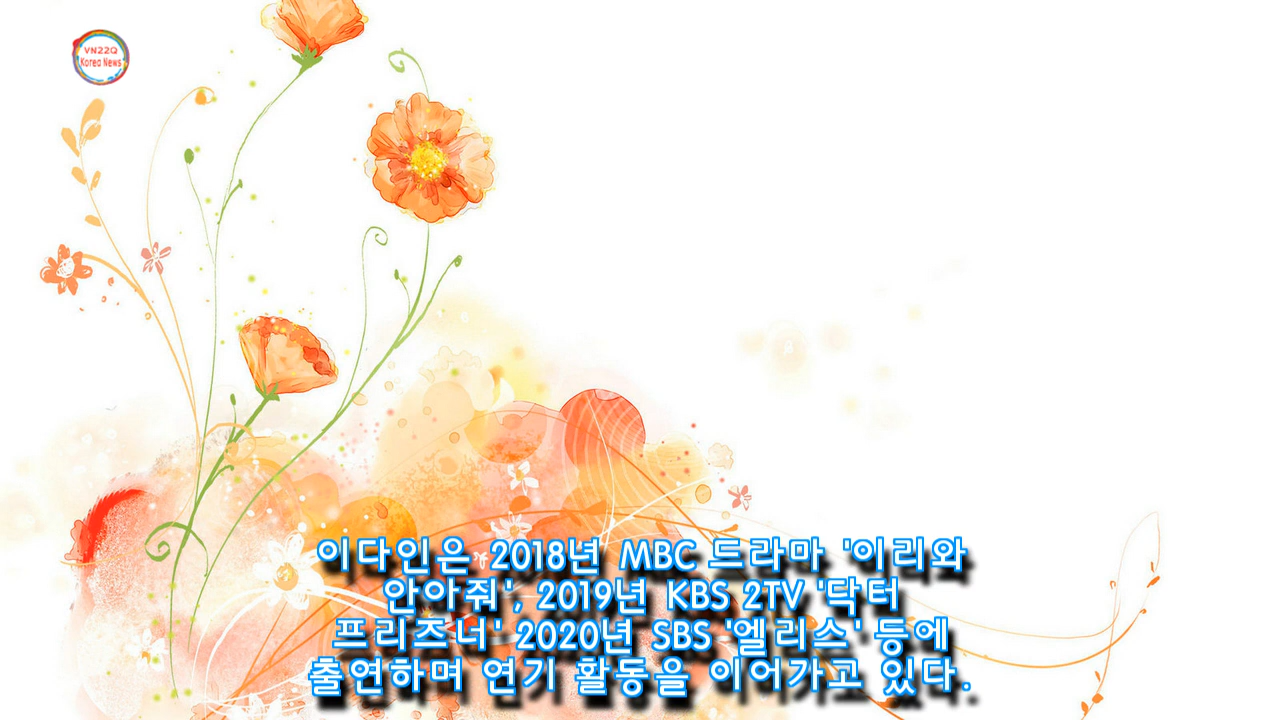 VN22Q
Korea News
이다인은 2018년 MBC 드라마 '이리와
안아줘', 2019년 KBS 2TV '닥터
프리즈너' 2020년 SBS '엘리스' 등에
출연하며 연기 활동을 이어가고 있다.